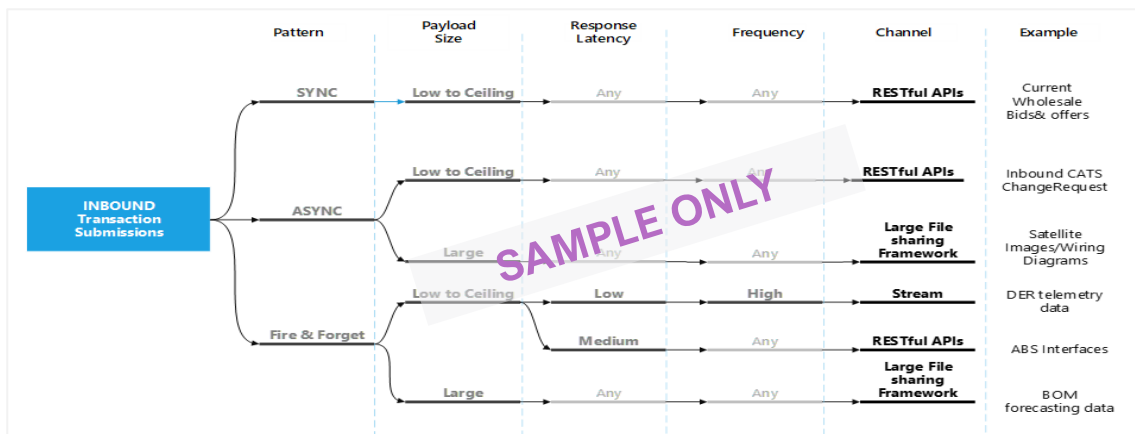 Pattern
Payload
Size
Response
Latency
Frequency
Channel
Example
SYNC
Low to Ceiling
Any
Any
RESTful APIs
Current
Wholesale
Bids& offers
INBOUND
Transaction
Submissions
ASYNC
Low to Ceiling
Any
Any
RESTful APIs
Inbound CATS
ChangeRequest
Large
Any
Any
Large File
sharing
Framework
Satellite
Images/Wiring
Diagrams
SAMPLE ONLY
Fire & Forget
Low to Ceiling
Low
High
Stream
DER telemetry
data
Medium
Any
RESTful APIs
ABS Interfaces
Large
Any
Any
Large File
sharing
Framework
BOM
forecasting data